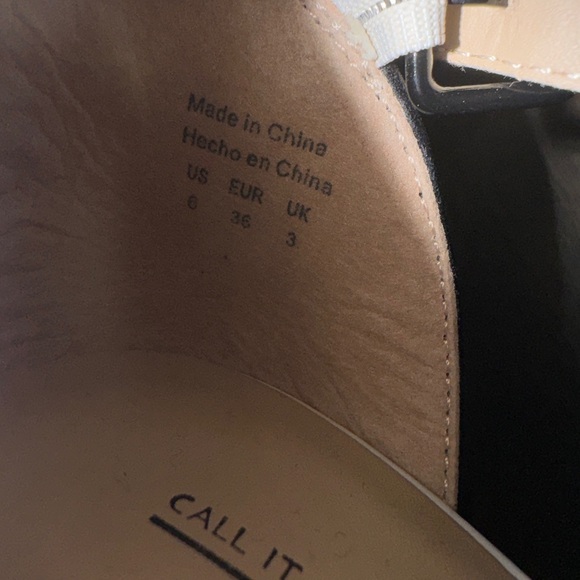 Made in China
Hecho en China
US EUR UK
6 36 3
CALL IT